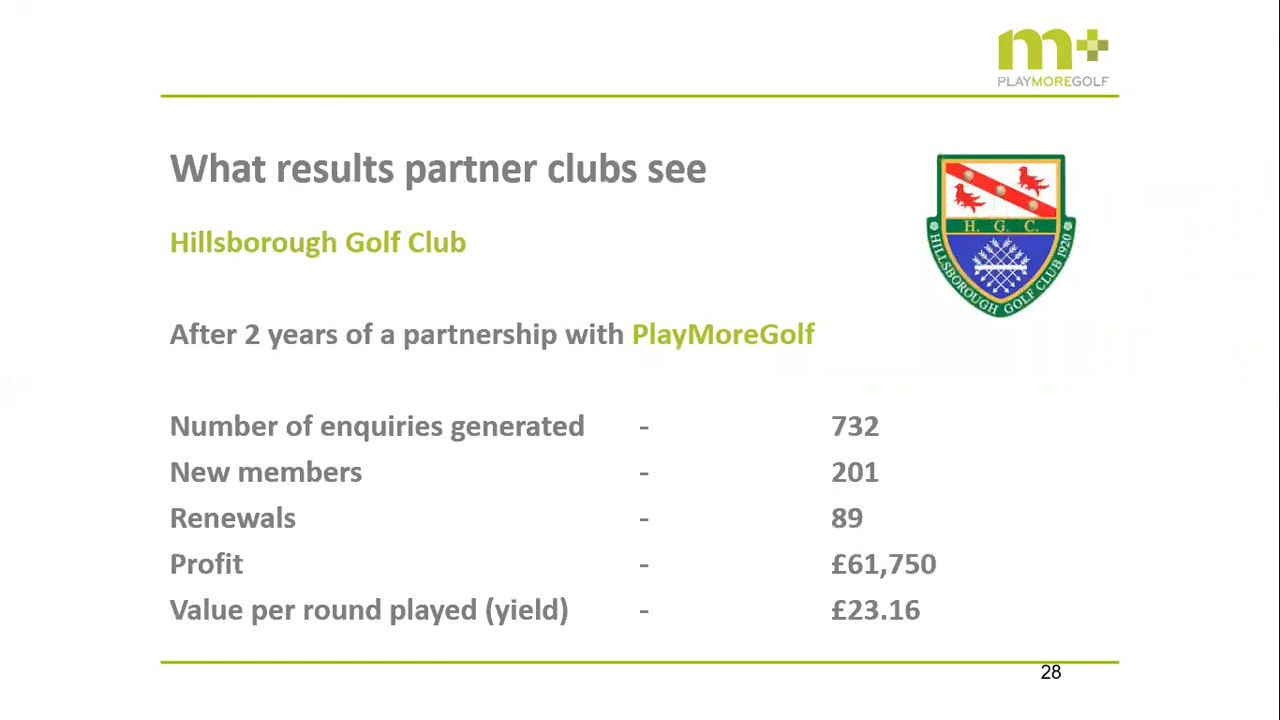 m+
PLAYMOREGOLF
What results partner clubs see
H. G. C.
HILLSBOROUGH GOLF CLUB 1920
Hillsborough Golf Club
After 2 years of a partnership with PlayMoreGolf
Number of enquiries generated - 732
New members - 201
Renewals - 89
Profit - £61,750
Value per round played (yield) - £23.16
28